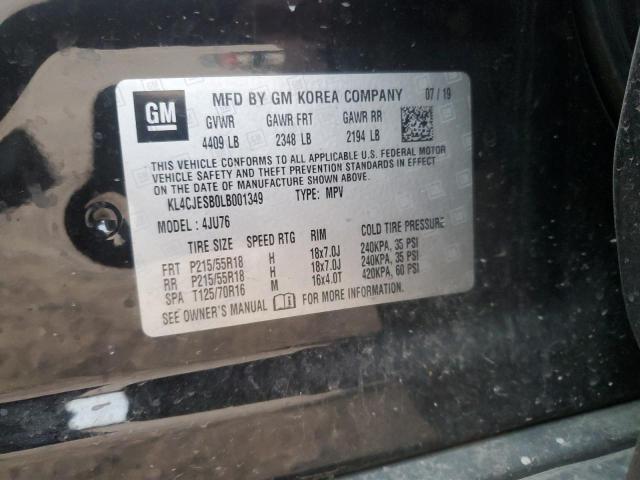 GM MFD BY GM KOREA COMPANY 07/19
GVWR GAWR FRT GAWR RR
4409 LB 2348 LB 2194 LB
THIS VEHICLE CONFORMS TO ALL APPLICABLE U.S. FEDERAL MOTOR
VEHICLE SAFETY AND THEFT PREVENTION STANDARDS IN EFFECT
ON THE DATE OF MANUFACTURE SHOWN ABOVE.
KL4CJESB0LB001349 TYPE: MPV
MODEL: 4JU76
TIRE SIZE SPEED RTG RIM COLD TIRE PRESSURE
FRT P215/55R18 H 18x7.0J 240KPA, 35 PSI
RR P215/55R18 H 18x7.0J 240KPA, 35 PSI
SPA T125/70R16 M 16x4.0T 420KPA, 60 PSI
SEE OWNER'S MANUAL FOR MORE INFORMATION.